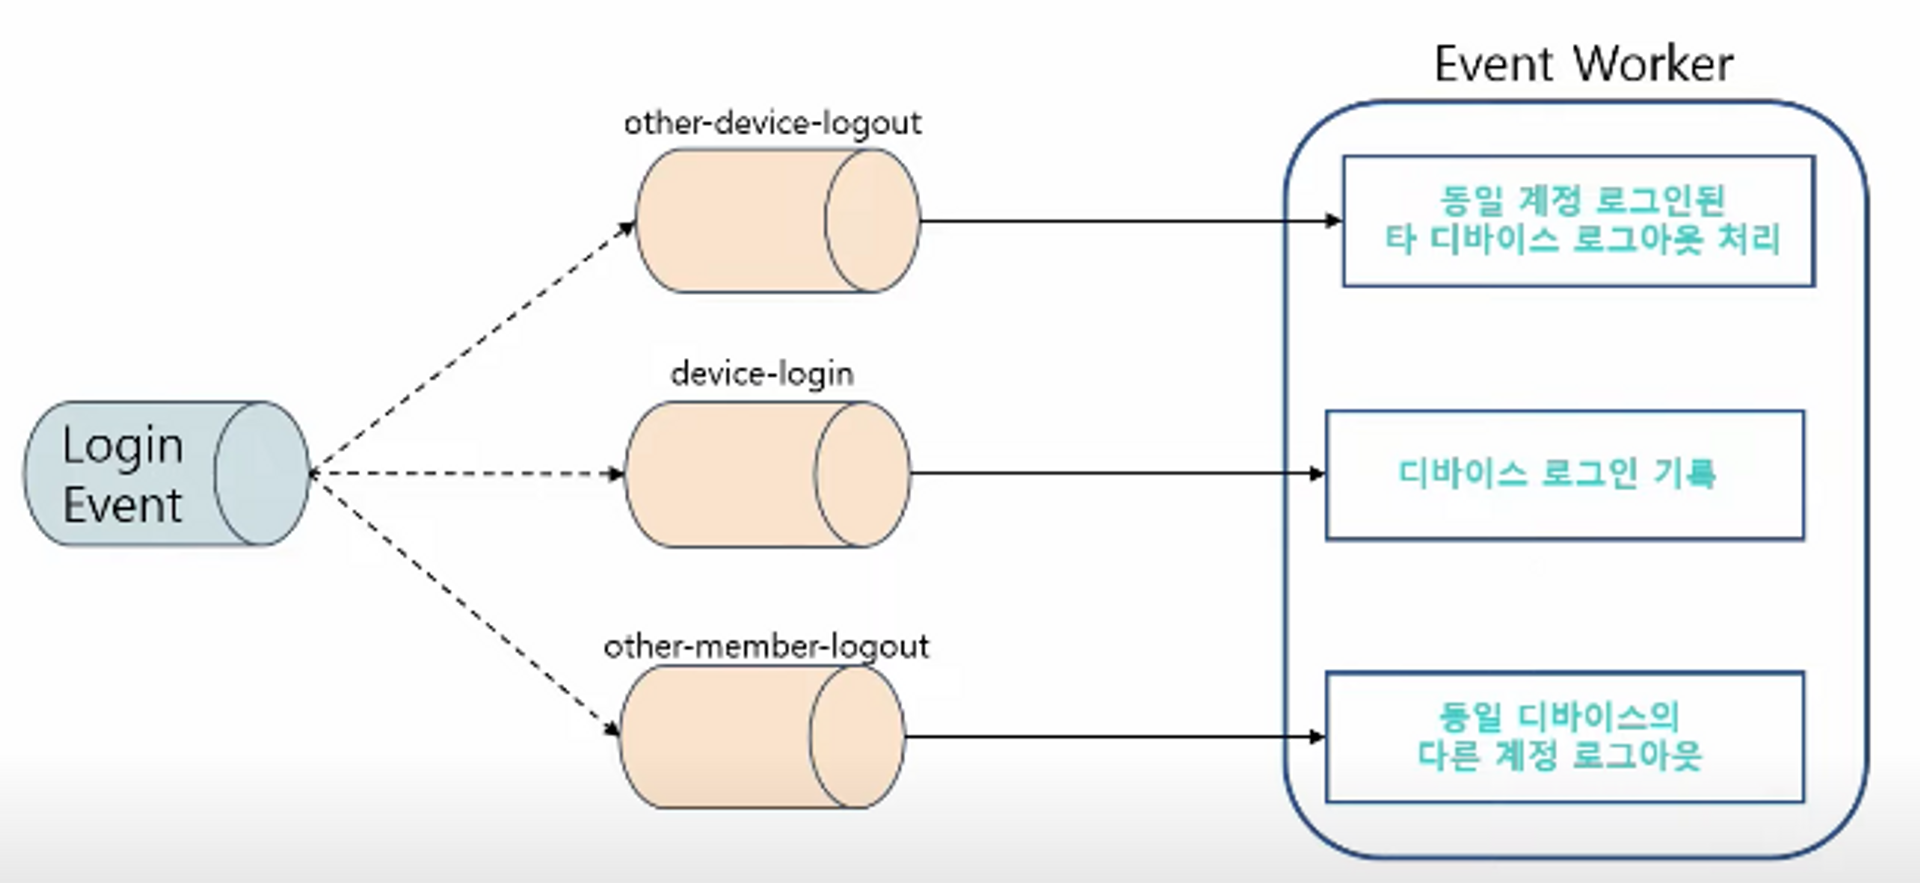 Event Worker
other-device-logout
동일 계정 로그인된
타 디바이스 로그아웃 처리
device-login
Login
Event
디바이스 로그인 기록
other-member-logout
동일 디바이스의
다른 계정 로그아웃